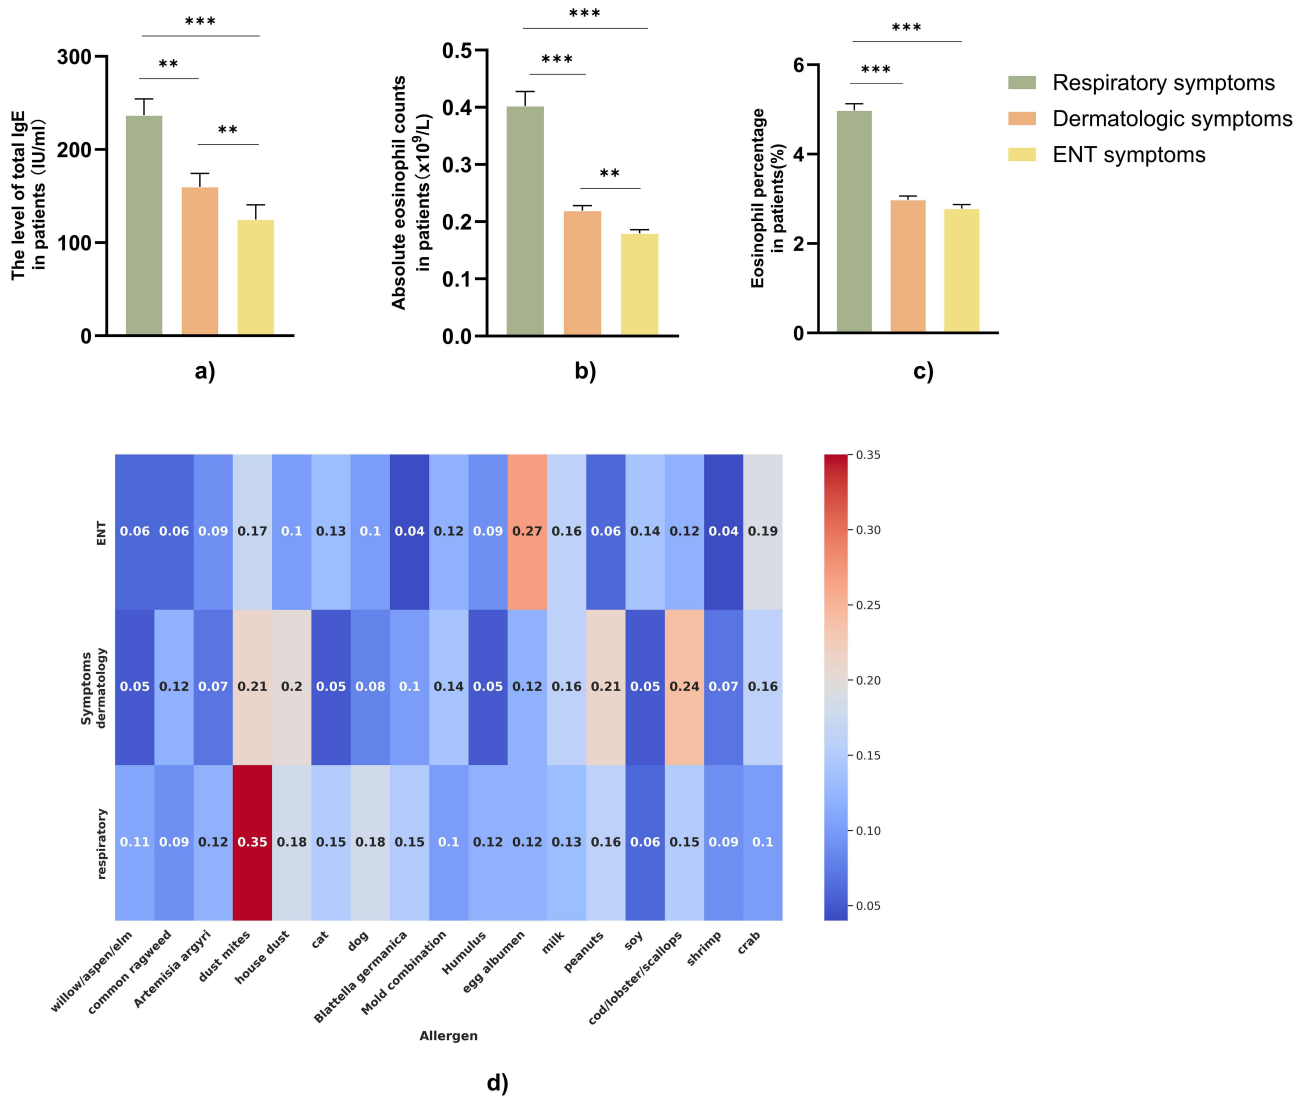 ***
**
**
300
200
100
0
The level of total IgE
in patients (IU/ml)
a)
***
***
**
0.5
0.4
0.3
0.2
0.1
0.0
Absolute eosinophil counts
in patients(x10⁹/L)
b)
***
***
6
4
2
0
Eosinophil percentage
in patients(%)
c)
Respiratory symptoms
Dermatologic symptoms
ENT symptoms
ENT
0.06 0.06 0.09 0.17 0.1 0.13 0.1 0.04 0.12 0.09 0.27 0.16 0.06 0.14 0.12 0.04 0.19
Symptoms
dermatology
0.05 0.12 0.07 0.21 0.2 0.05 0.08 0.1 0.14 0.05 0.12 0.16 0.21 0.05 0.24 0.07 0.16
respiratory
0.11 0.09 0.12 0.35 0.18 0.15 0.18 0.15 0.1 0.12 0.12 0.13 0.16 0.06 0.15 0.09 0.1
0.35
0.30
0.25
0.20
0.15
0.10
0.05
willow/aspen/elm
common ragweed
Artemisia argyri
dust mites
house dust
cat
dog
Blattella germanica
Mold combination
Humulus
egg albumen
milk
peanuts
soy
cod/lobster/scallops
shrimp
crab
Allergen
d)